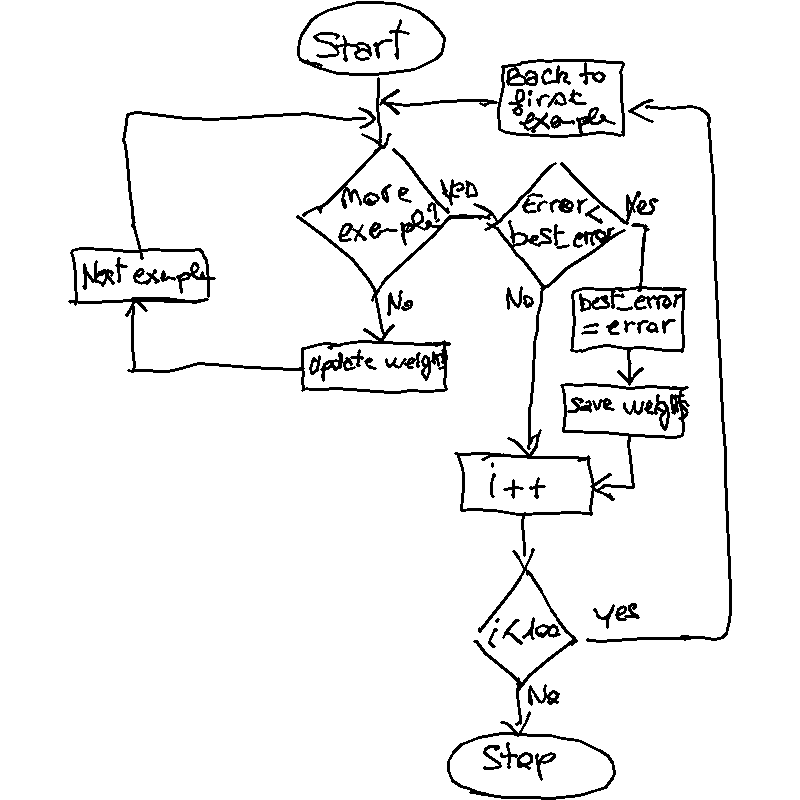 Start
Back to
first
example
More
example?
Yes
Error<
best_error
Yes
Next example
No
No
best_error
= error
Update weights
save weights
i++
i<100
Yes
No
Stop